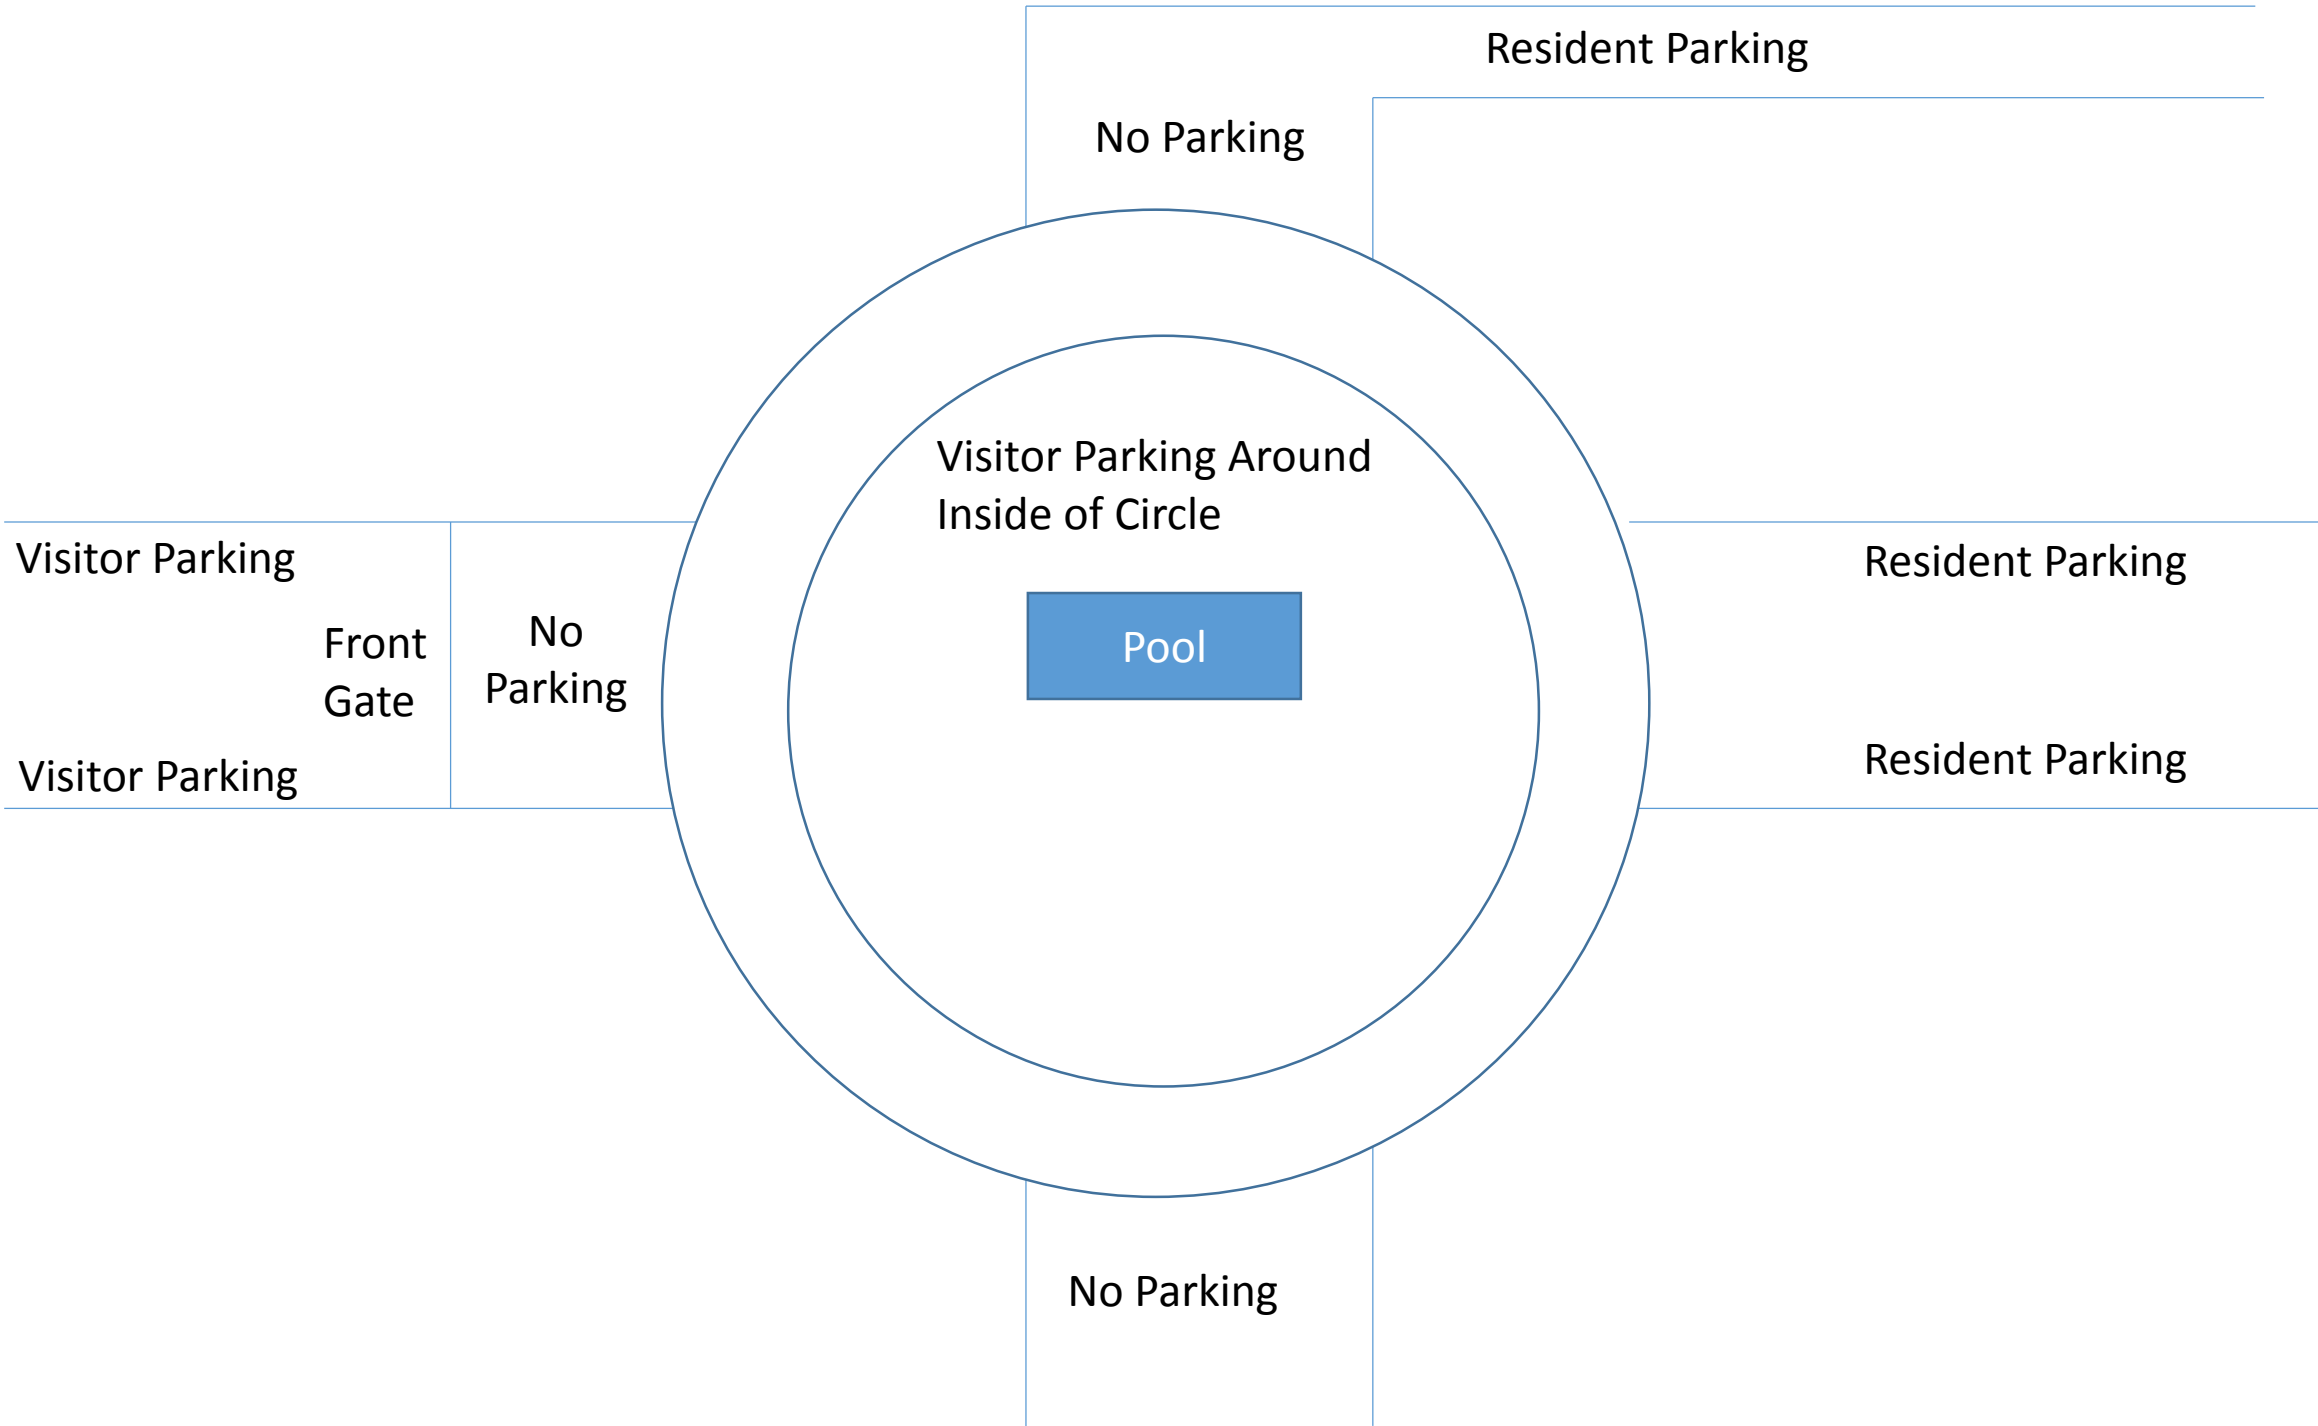 Resident Parking
No Parking
Visitor Parking Around
Inside of Circle
Visitor Parking
Front
Gate
Visitor Parking
No
Parking
Pool
Resident Parking
Resident Parking
No Parking